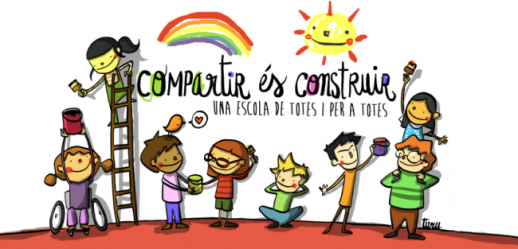 COMPARTIR ÉS CONSTRUIR
UNA ESCOLA DE TOTES I PER A TOTES